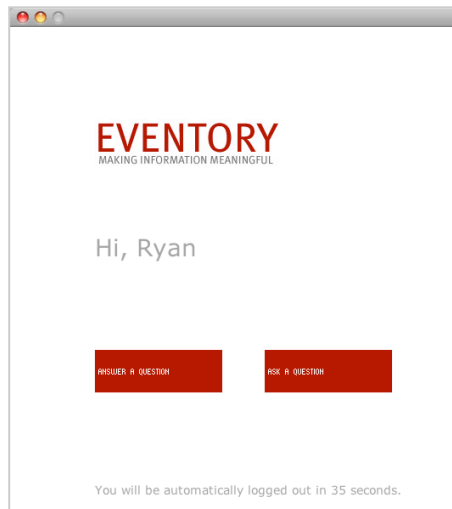 EVENTORY
MAKING INFORMATION MEANINGFUL
Hi, Ryan
ANSWER A QUESTION
ASK A QUESTION
You will be automatically logged out in 35 seconds.